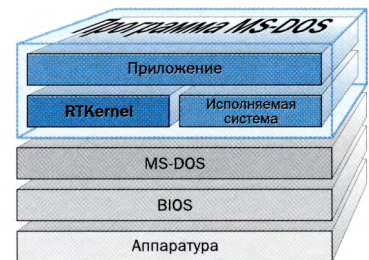 Программа MS-DOS
Приложение
RTKernel
Исполняемая
система
MS-DOS
BIOS
Аппаратура